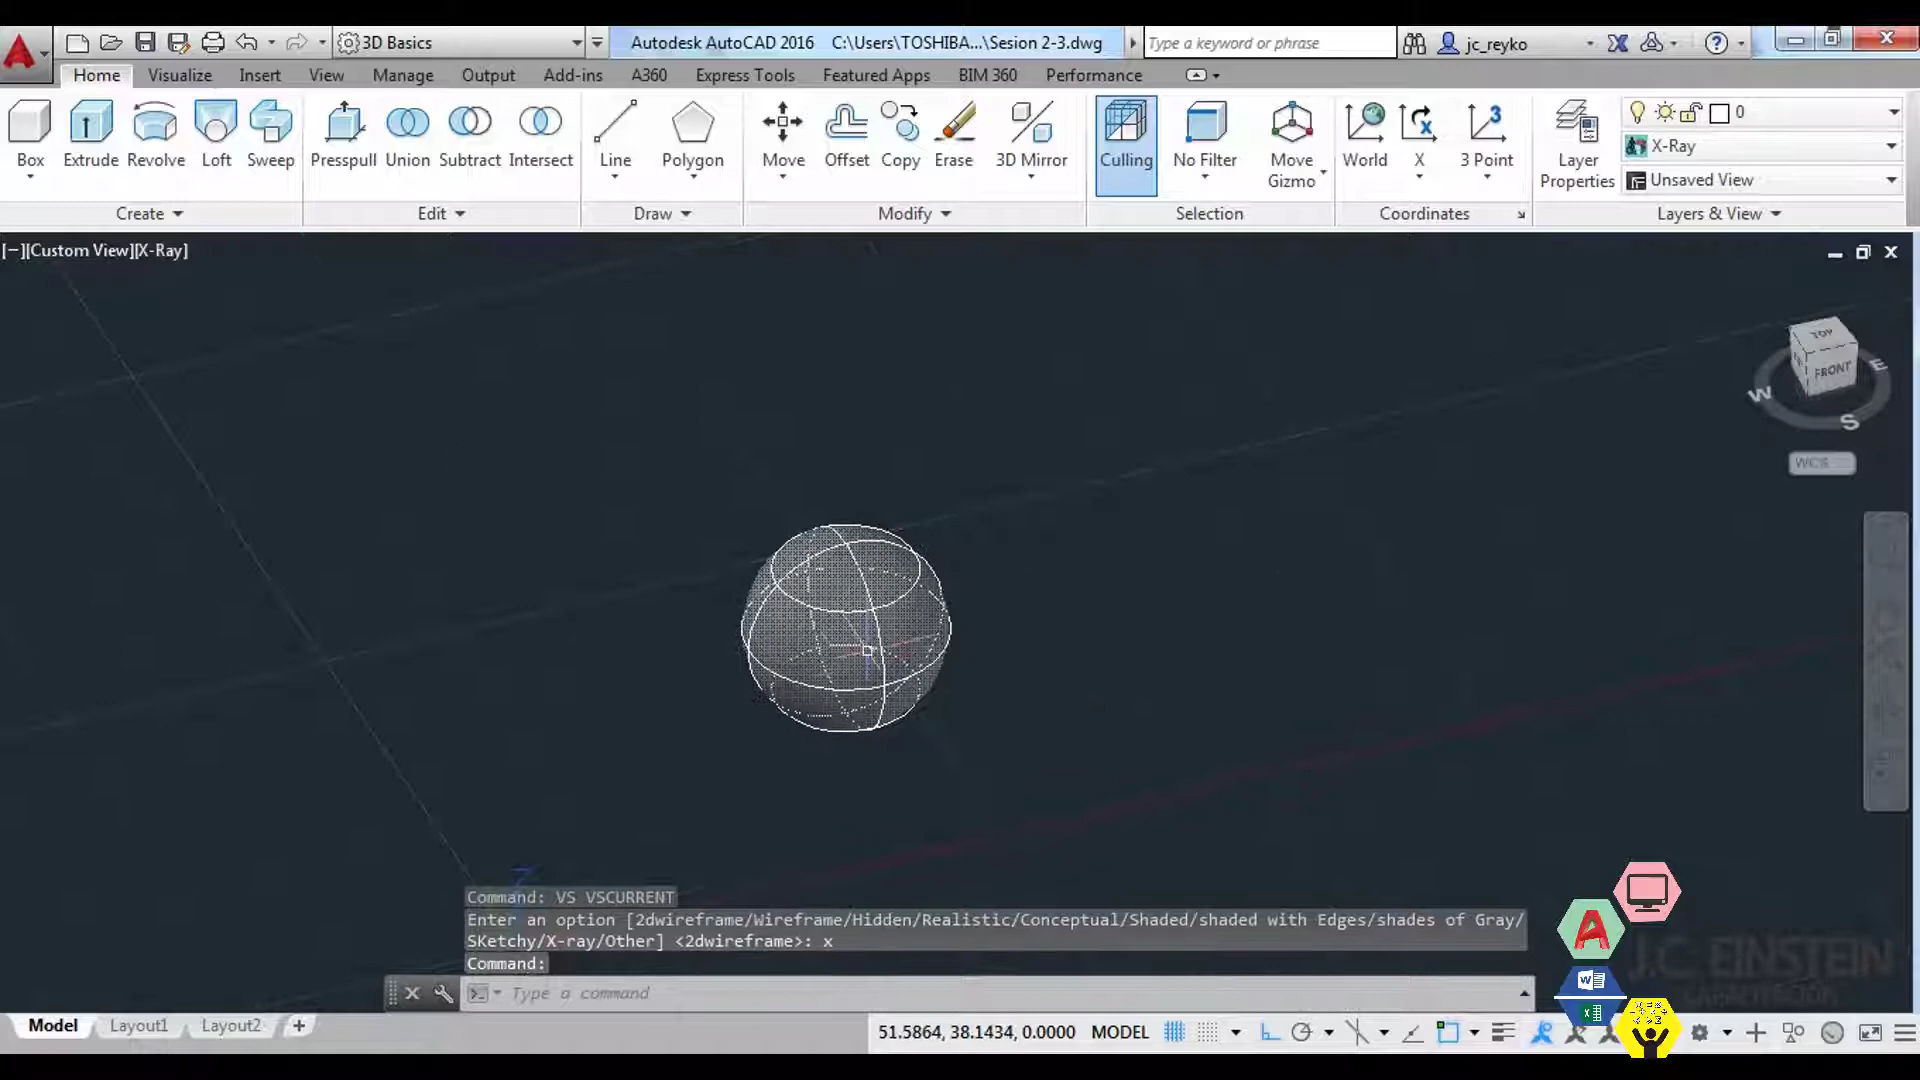 3D Basics
Autodesk AutoCAD 2016 C:\Users\TOSHIBA...\Sesion 2-3.dwg
Type a keyword or phrase
jc_reyko
Home Visualize Insert View Manage Output Add-ins A360 Express Tools Featured Apps BIM 360 Performance
Box Extrude Revolve Loft Sweep Presspull Union Subtract Intersect Line Polygon Move Offset Copy Erase 3D Mirror Culling No Filter Move Gizmo World X 3 Point Layer Properties
0
X-Ray
Unsaved View
Create Edit Draw Modify Selection Coordinates Layers & View
[−][Custom View][X-Ray]
TOP
FRONT
W
E
S
WCS
Z
Command: VS VSCURRENT
Enter an option [2dwireframe/Wireframe/Hidden/Realistic/Conceptual/Shaded/shaded with Edges/shades of Gray/
SKetchy/X-ray/Other] <2dwireframe>: x
Command:
Type a command
J.C. EINSTEIN
Model Layout1 Layout2 +
51.5864, 38.1434, 0.0000 MODEL